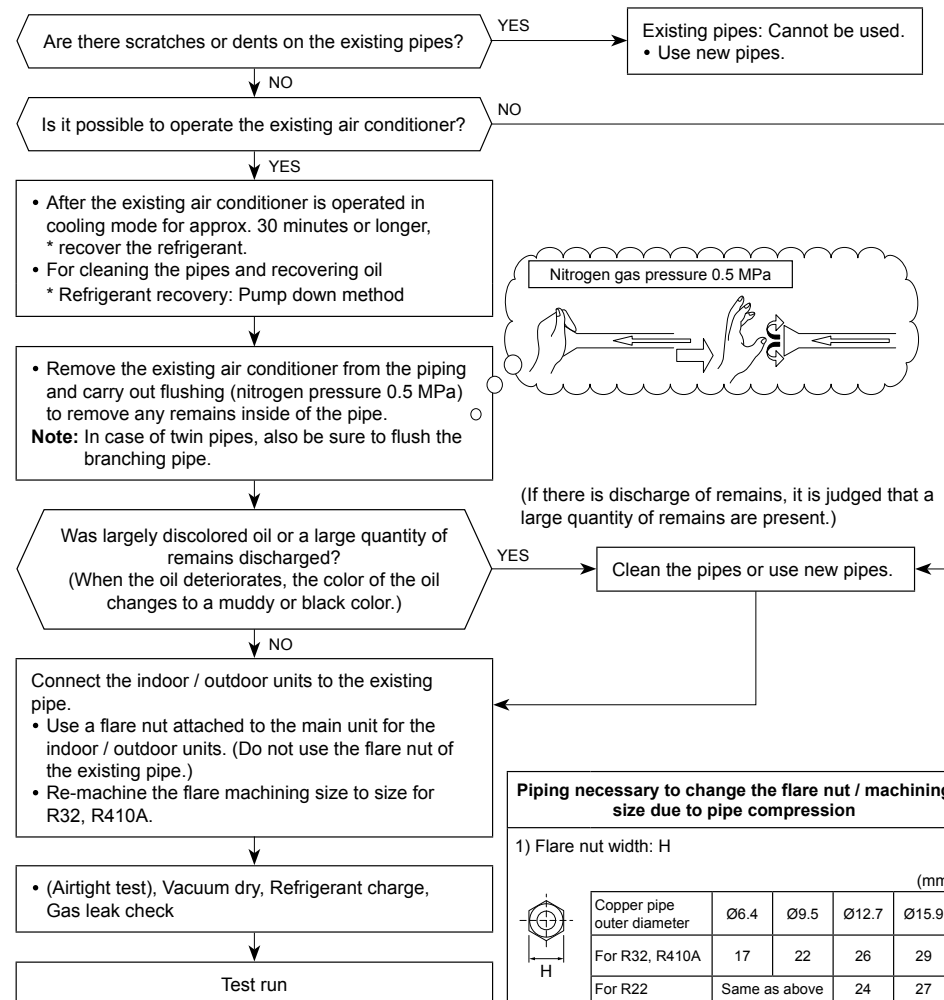 Are there scratches or dents on the existing pipes?
YES
Existing pipes: Cannot be used.
• Use new pipes.
NO
Is it possible to operate the existing air conditioner?
NO
YES
• After the existing air conditioner is operated in
cooling mode for approx. 30 minutes or longer,
* recover the refrigerant.
• For cleaning the pipes and recovering oil
* Refrigerant recovery: Pump down method
Nitrogen gas pressure 0.5 MPa
• Remove the existing air conditioner from the piping
and carry out flushing (nitrogen pressure 0.5 MPa)
to remove any remains inside of the pipe.
Note: In case of twin pipes, also be sure to flush the
branching pipe.
(If there is discharge of remains, it is judged that a
large quantity of remains are present.)
Was largely discolored oil or a large quantity of
remains discharged?
(When the oil deteriorates, the color of the oil
changes to a muddy or black color.)
YES
Clean the pipes or use new pipes.
NO
Connect the indoor / outdoor units to the existing
pipe.
• Use a flare nut attached to the main unit for the
indoor / outdoor units. (Do not use the flare nut of
the existing pipe.)
• Re-machine the flare machining size to size for
R32, R410A.
• (Airtight test), Vacuum dry, Refrigerant charge,
Gas leak check
Test run
Piping necessary to change the flare nut / machining
size due to pipe compression
1) Flare nut width: H
(mm
H
Copper pipe
outer diameter Ø6.4 Ø9.5 Ø12.7 Ø15.9
For R32, R410A 17 22 26 29
For R22 Same as above 24 27